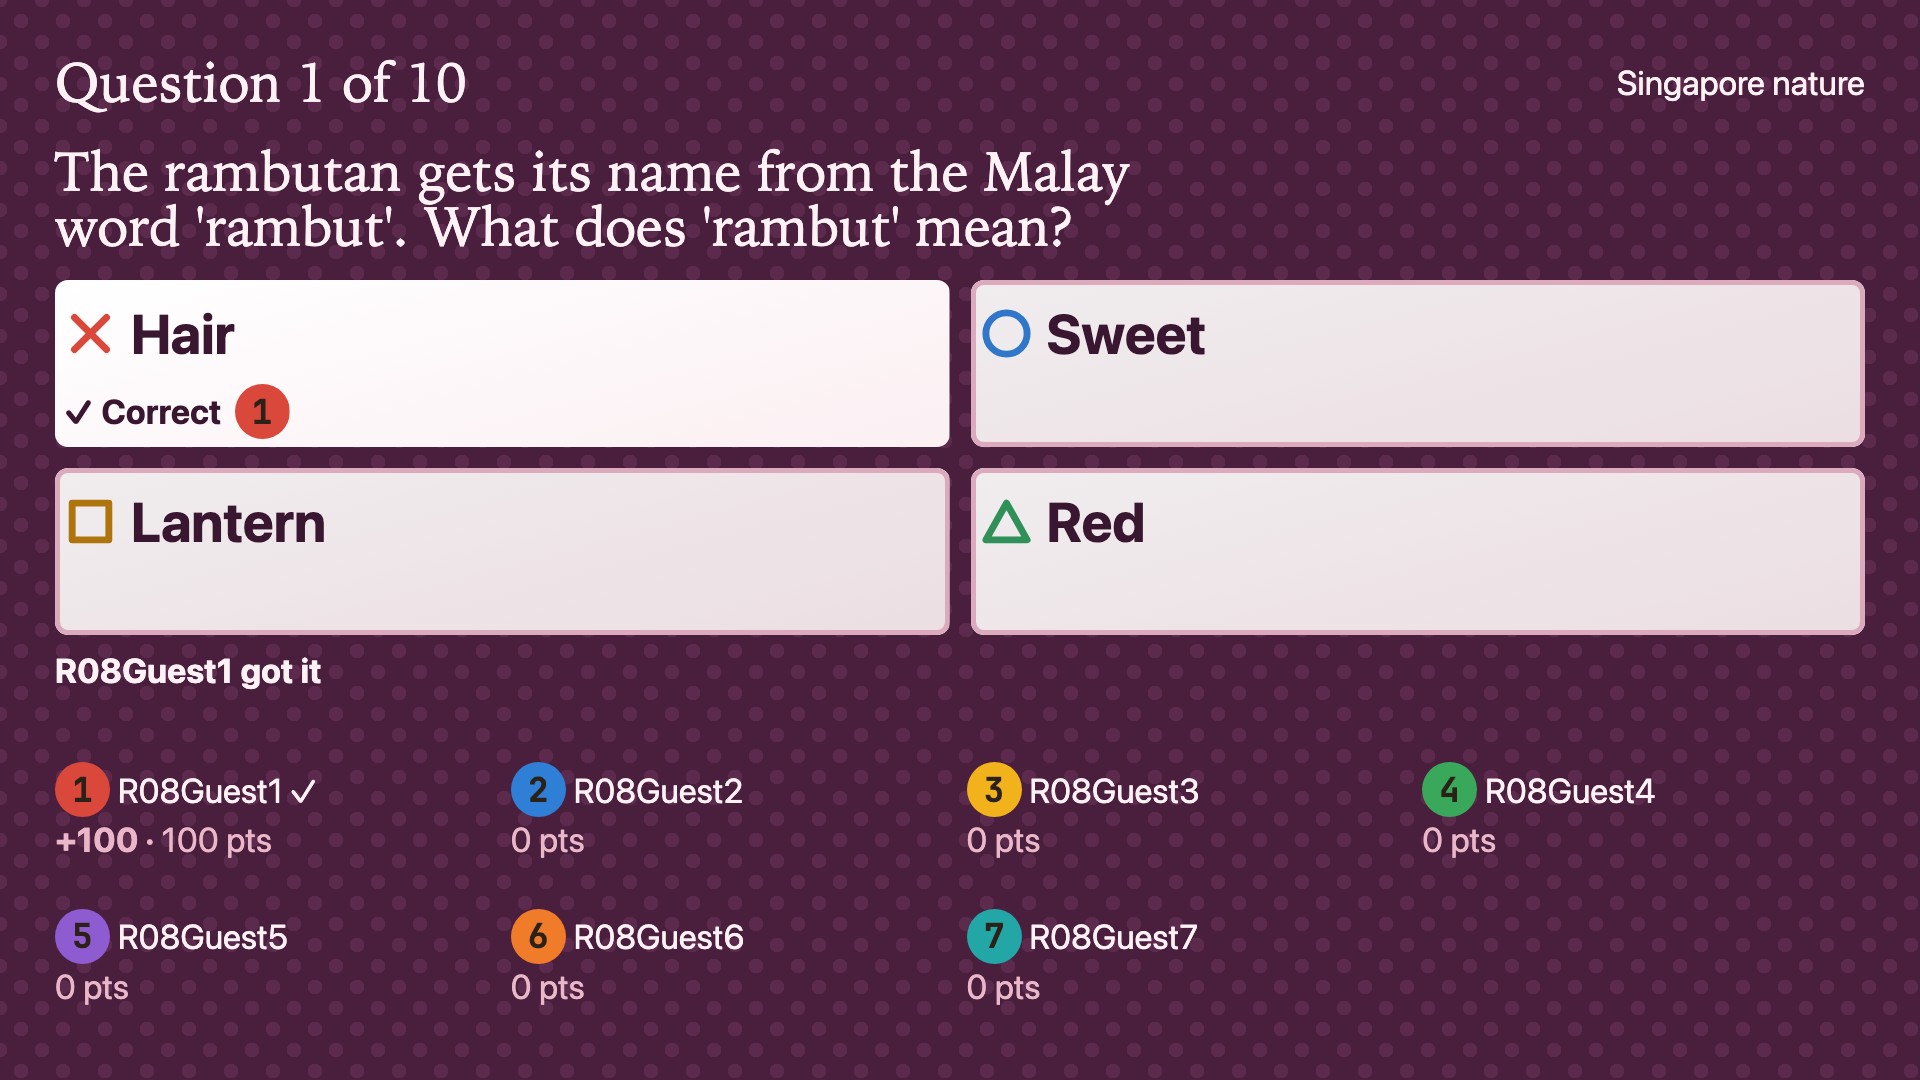 Question 1 of 10
Singapore nature
The rambutan gets its name from the Malay
word 'rambut'. What does 'rambut' mean?
Hair
✓ Correct 1
Sweet
Lantern
Red
R08Guest1 got it
1 R08Guest1 ✓
+100 · 100 pts
2 R08Guest2
0 pts
3 R08Guest3
0 pts
4 R08Guest4
0 pts
5 R08Guest5
0 pts
6 R08Guest6
0 pts
7 R08Guest7
0 pts